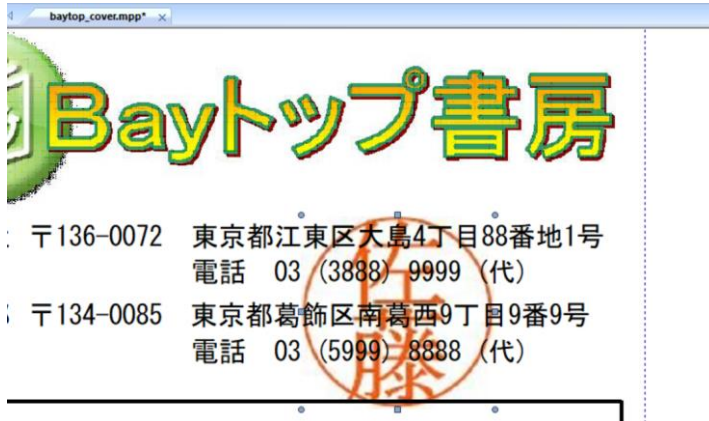 baytop_cover.mpp*
Bayトップ書房
〒136-0072 東京都江東区大島4丁目88番地1号
電話 03 (3888) 9999 (代)
〒134-0085 東京都葛飾区南葛西9丁目9番9号
電話 03 (5999) 8888 (代)
佐藤